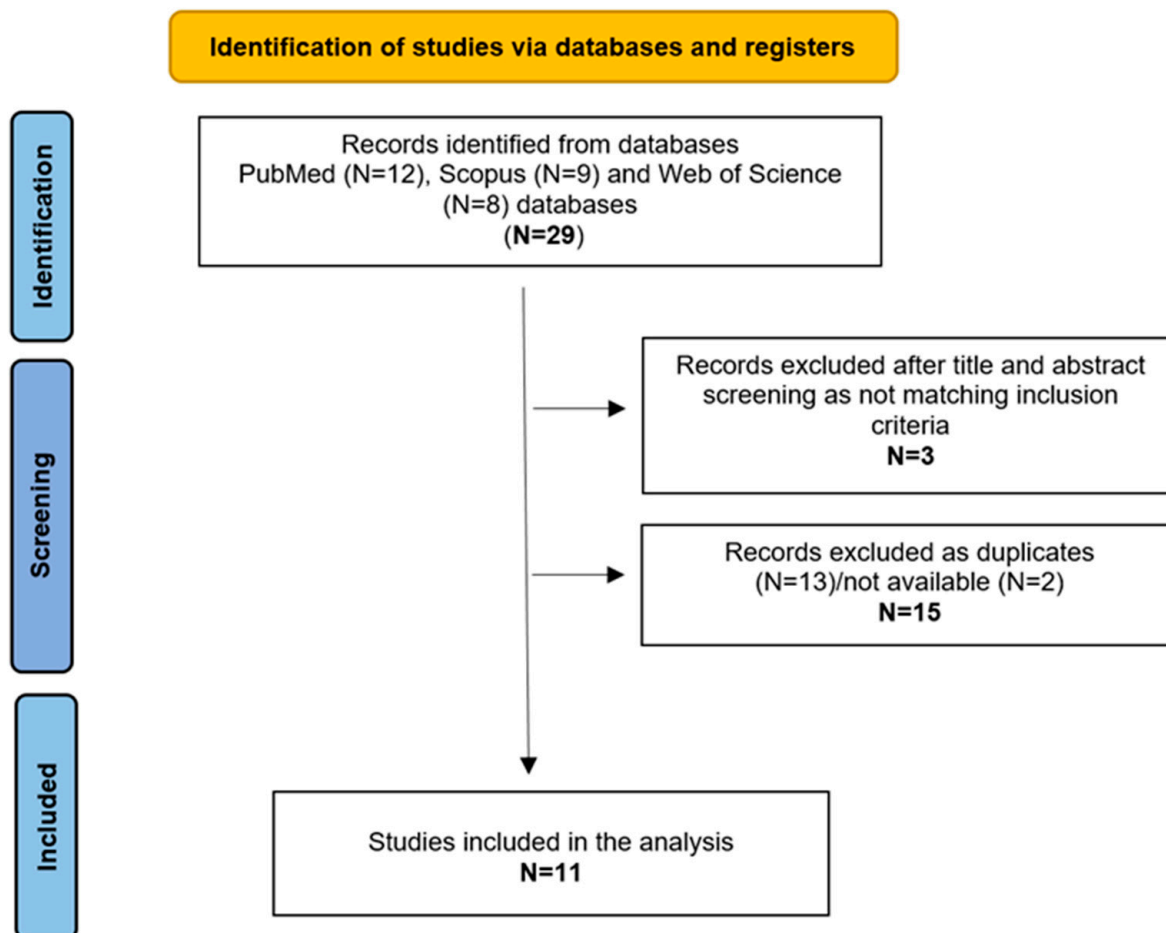 Identification of studies via databases and registers
Identification
Records identified from databases
PubMed (N=12), Scopus (N=9) and Web of Science
(N=8) databases
(N=29)
Screening
Records excluded after title and abstract
screening as not matching inclusion
criteria
N=3
Records excluded as duplicates
(N=13)/not available (N=2)
N=15
Included
Studies included in the analysis
N=11